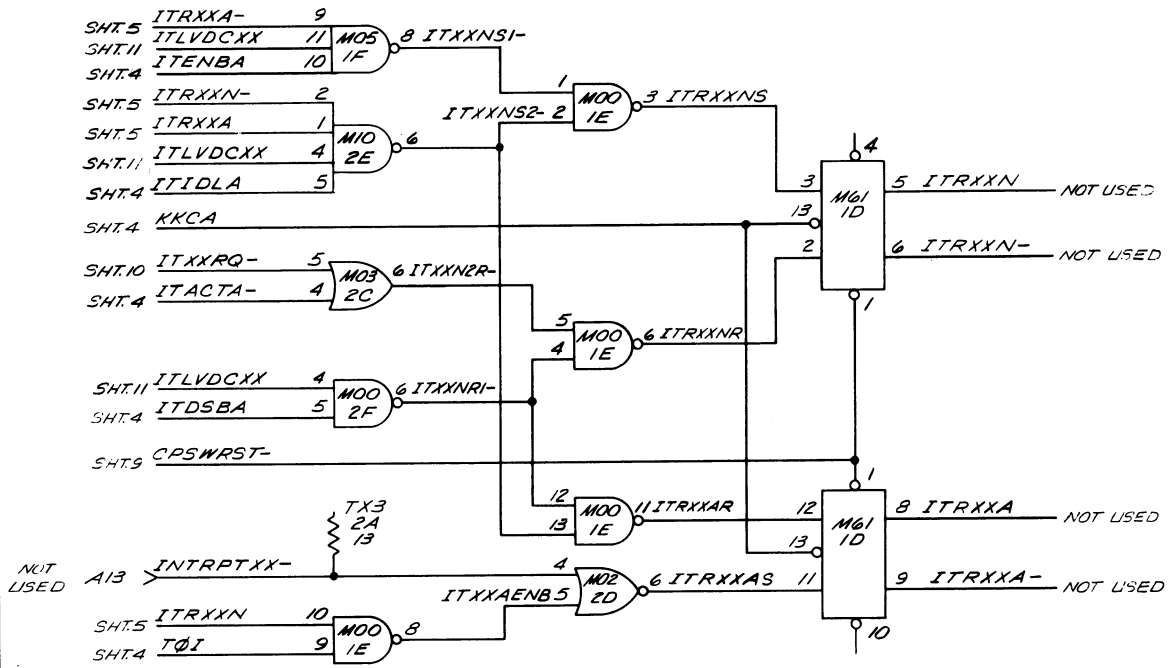 SHT.5 ITRXXA- 9
SHT.11 ITLVDCXX 11
SHT.4 ITENBA 10
M05
1F
8 ITXXNS1-
SHT.5 ITRXXN- 2
SHT.5 ITRXXA 1
SHT.11 ITLVDCXX 4
SHT.4 ITIDLA 5
M10
2E
6
ITXXNS2- 2
1
M00
1E
3 ITRXXNS
SHT.4 KKCA
4
3
13
2
M61
1D
5 ITRXXN NOT USED
6 ITRXXN- NOT USED
1
SHT.10 ITXXRQ- 5
SHT.4 ITACTA- 4
M03
2C
6 ITXXN2R-
5
4
M00
1E
6 ITRXXNR
SHT.11 ITLVDCXX 4
SHT.4 ITDSBA 5
M00
2F
6 ITXXNR1-
SHT.9 CPSWRST-
12
13
M00
1E
11 ITRXXAR
1
12
13
11
M61
1D
8 ITRXXA NOT USED
9 ITRXXA- NOT USED
10
TX3
2A
13
NOT
USED A13 INTRPTXX- 4
ITXXAENB 5
M02
2D
6 ITRXXAS
SHT.5 ITRXXN 10
SHT.4 TØI 9
M00
1E
8